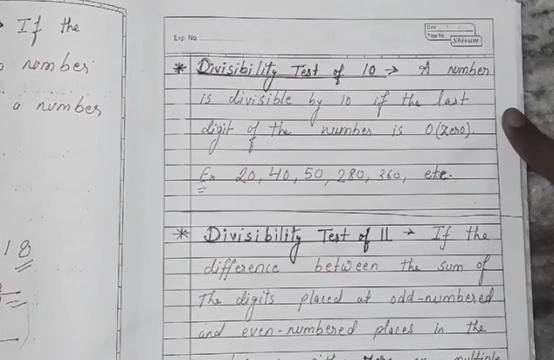 If the
number
a number
18
Exp. No.
Date
Page No.
Shivam
* Divisibility Test of 10 → A number
is divisible by 10 if the last
digit of the number is 0 (zero).
Ex 20, 40, 50, 280, 360, etc.
* Divisibility Test of 11 → If the
difference between the sum of
The digits placed at odd-numbered
and even-numbered places in the
multiple